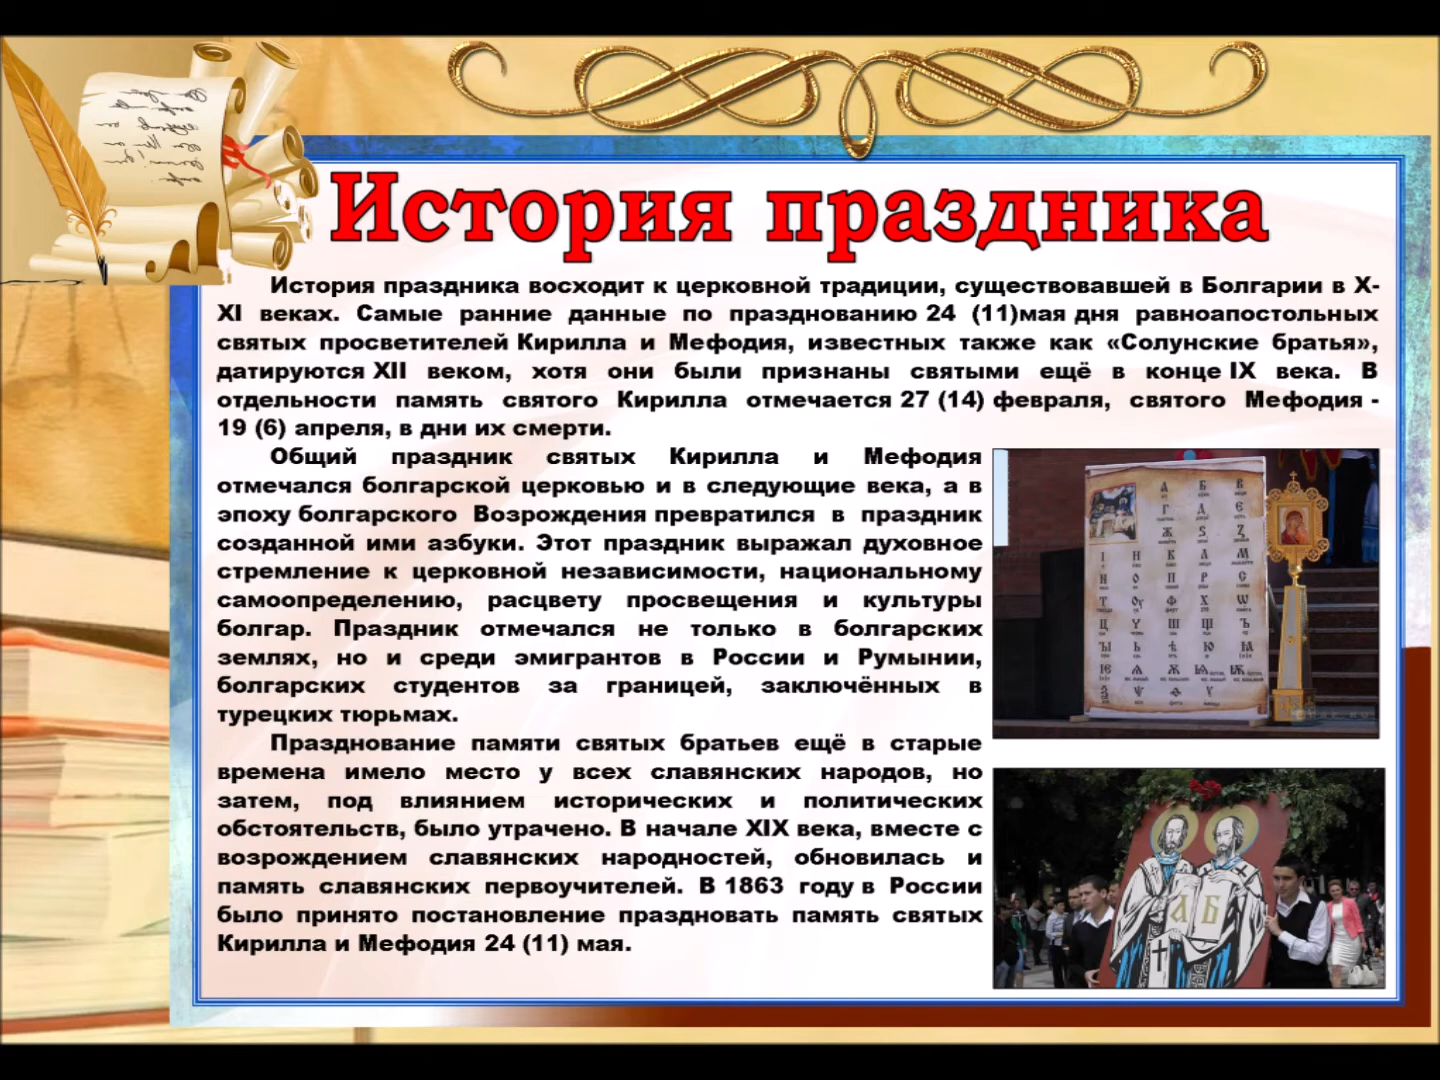 История праздника
История праздника восходит к церковной традиции, существовавшей в Болгарии в X-
XI веках. Самые ранние данные по празднованию 24 (11)мая дня равноапостольных
святых просветителей Кирилла и Мефодия, известных также как «Солунские братья»,
датируются XII веком, хотя они были признаны святыми ещё в конце IX века. В
отдельности память святого Кирилла отмечается 27 (14) февраля, святого Мефодия -
19 (6) апреля, в дни их смерти.
Общий праздник святых Кирилла и Мефодия
отмечался болгарской церковью и в следующие века, а в
эпоху болгарского Возрождения превратился в праздник
созданной ими азбуки. Этот праздник выражал духовное
стремление к церковной независимости, национальному
самоопределению, расцвету просвещения и культуры
болгар. Праздник отмечался не только в болгарских
землях, но и среди эмигрантов в России и Румынии,
болгарских студентов за границей, заключённых в
турецких тюрьмах.
Празднование памяти святых братьев ещё в старые
времена имело место у всех славянских народов, но
затем, под влиянием исторических и политических
обстоятельств, было утрачено. В начале XIX века, вместе с
возрождением славянских народностей, обновилась и
память славянских первоучителей. В 1863 году в России
было принято постановление праздновать память святых
Кирилла и Мефодия 24 (11) мая.
А Б В
Г Д Е
Ж Ѕ Ꙁ
І Н К Л М
Н О П Р С
Т Оу Ф Х Ѡ
Ц Ч Ш Щ Ъ
Ꙑ Ь Ѣ Ю Ꙗ
Ѥ Ѧ Ѫ Ѩ Ѭ
Ѯ Ѱ Ѳ Ѵ
А Б